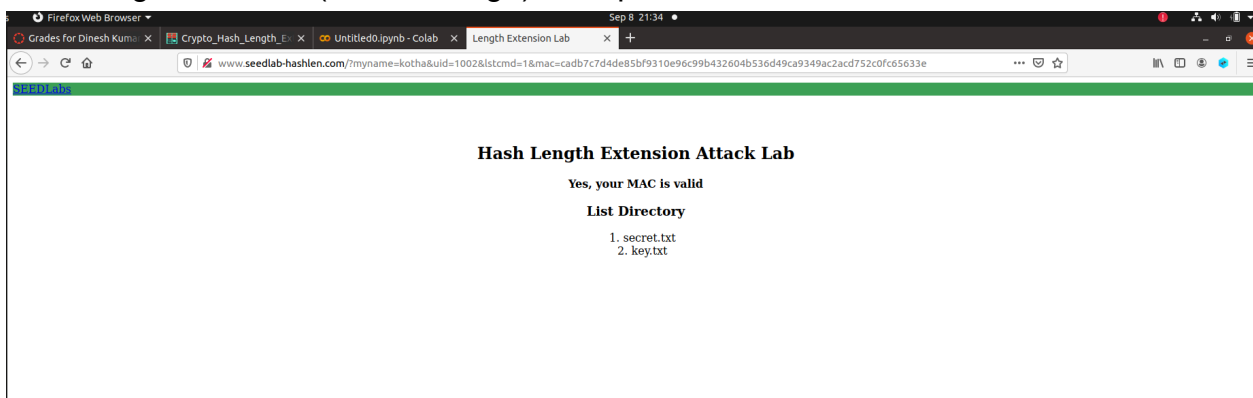 Firefox Web Browser
Sep 8 21:34
Grades for Dinesh Kuma
Crypto_Hash_Length_Ex
Untitled0.ipynb - Colab
Length Extension Lab
www.seedlab-hashlen.com/?myname=kotha&uid=1002&lstcmd=1&mac=cadb7c7d4de85bf9310e96c99b432604b536d49ca9349ac2acd752c0fc65633e
SEEDLabs
Hash Length Extension Attack Lab
Yes, your MAC is valid
List Directory
1. secret.txt
2. key.txt